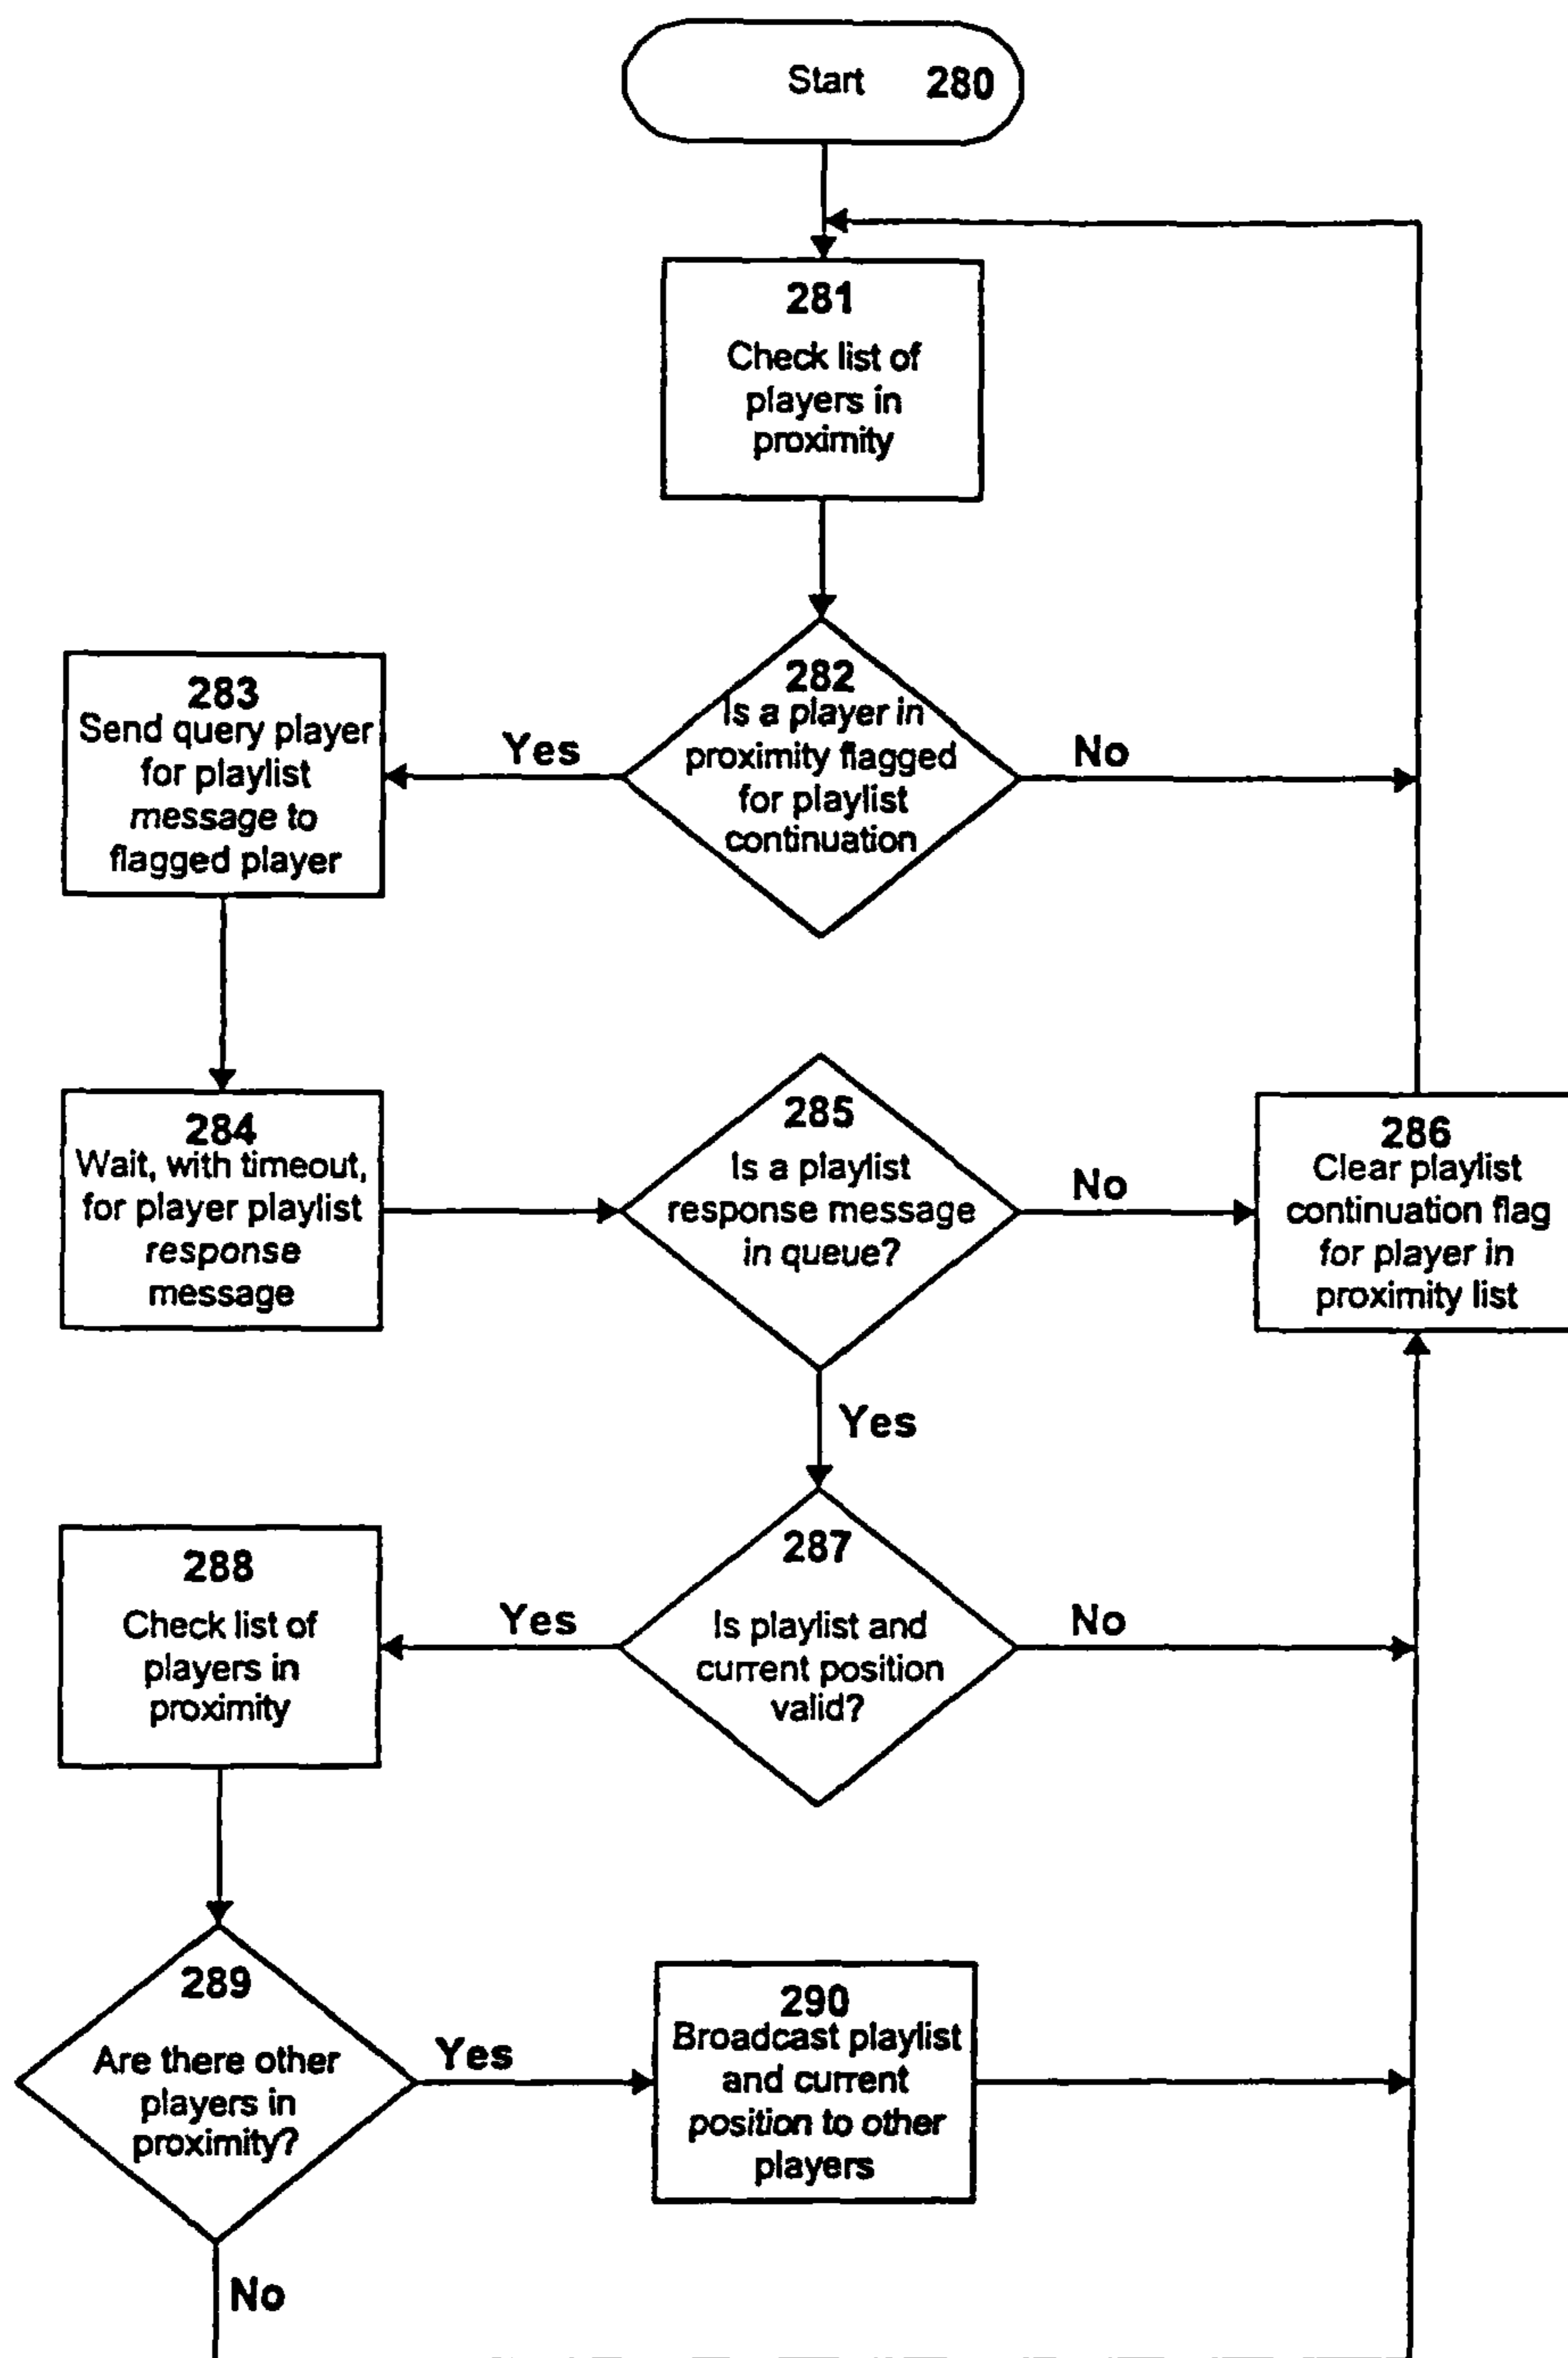 Start 280
281
Check list of
players in
proximity
282
Is a player in
proximity flagged
for playlist
continuation
Yes
No
283
Send query player
for playlist
message to
flagged player
284
Wait, with timeout,
for player playlist
response
message
285
Is a playlist
response message
in queue?
No
Yes
286
Clear playlist
continuation flag
for player in
proximity list
287
Is playlist and
current position
valid?
Yes
No
288
Check list of
players in
proximity
289
Are there other
players in
proximity?
Yes
No
290
Broadcast playlist
and current
position to other
players